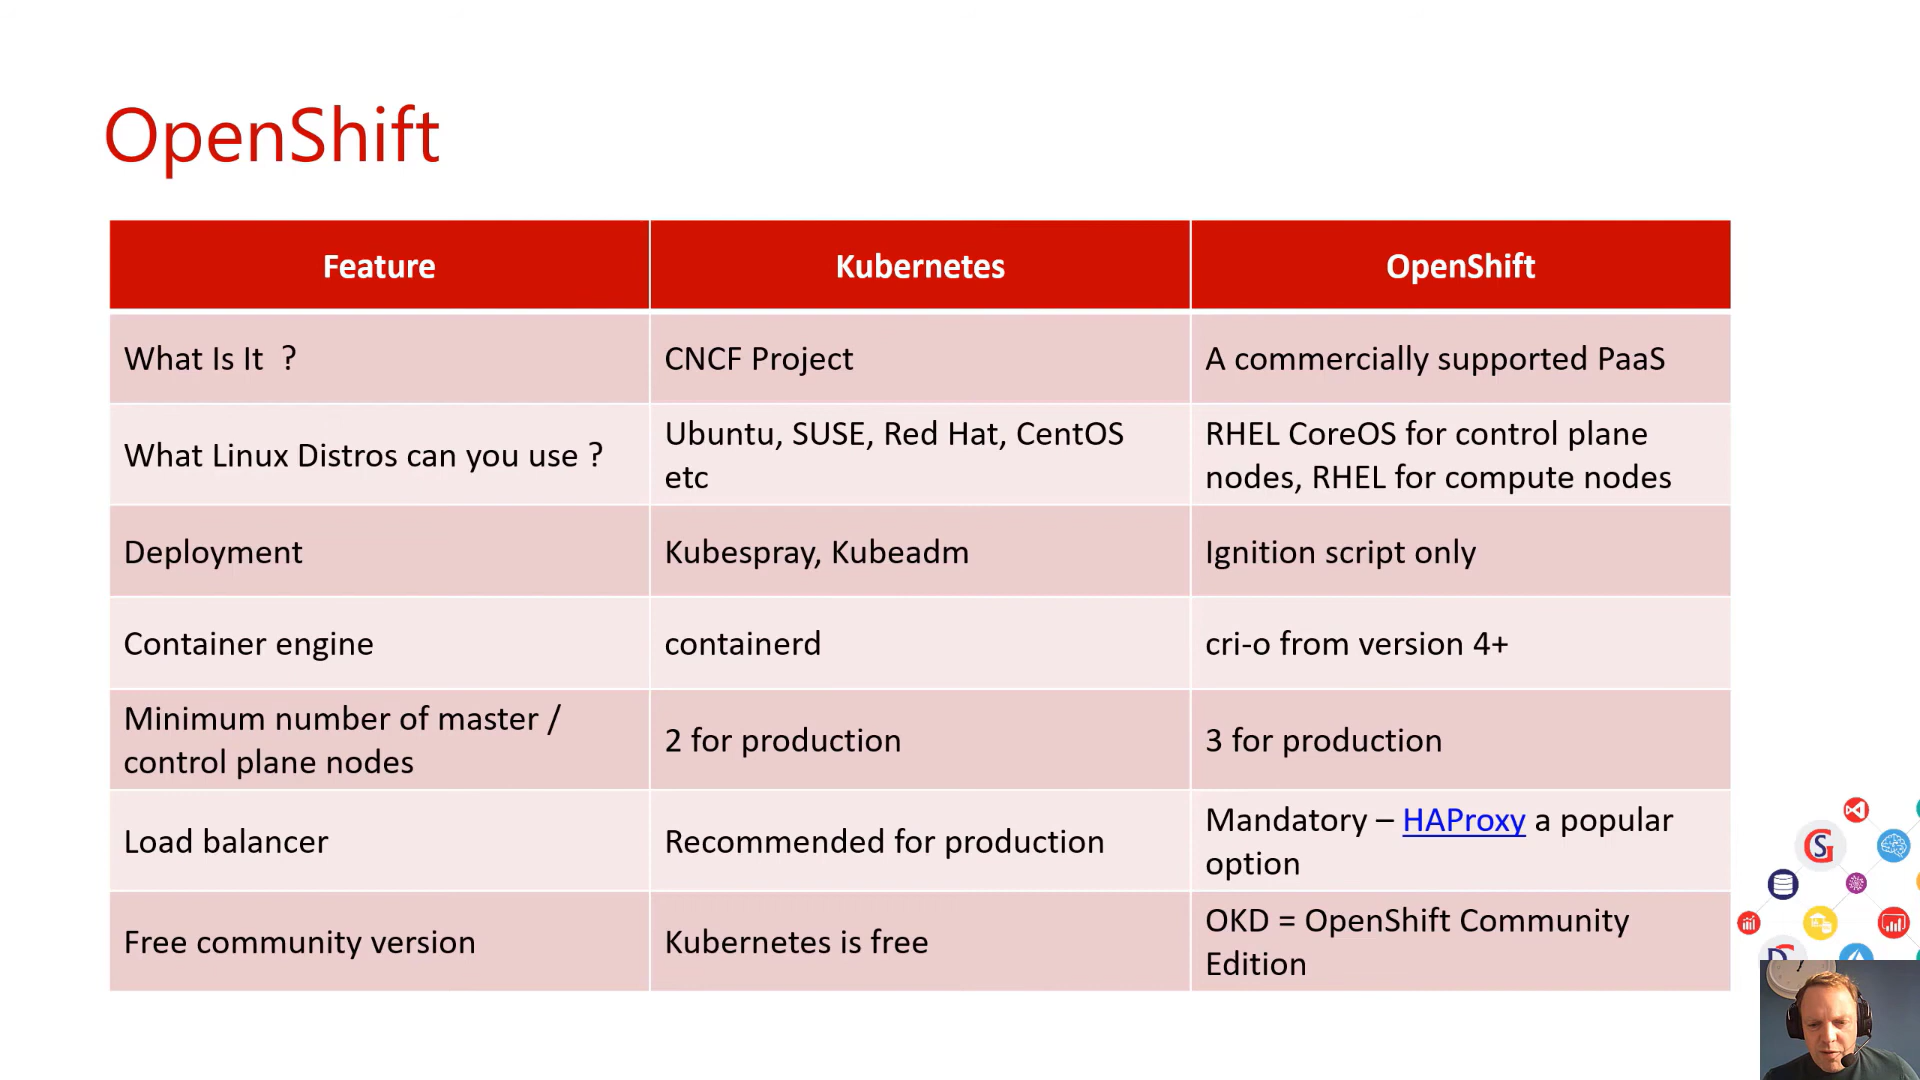 OpenShift
Feature
Kubernetes
OpenShift
What Is It  ?
CNCF Project
A commercially supported PaaS
What Linux Distros can you use ?
Ubuntu, SUSE, Red Hat, CentOS
etc
RHEL CoreOS for control plane
nodes, RHEL for compute nodes
Deployment
Kubespray, Kubeadm
Ignition script only
Container engine
containerd
cri-o from version 4+
Minimum number of master /
control plane nodes
2 for production
3 for production
Load balancer
Recommended for production
Mandatory – HAProxy a popular
option
Free community version
Kubernetes is free
OKD = OpenShift Community
Edition